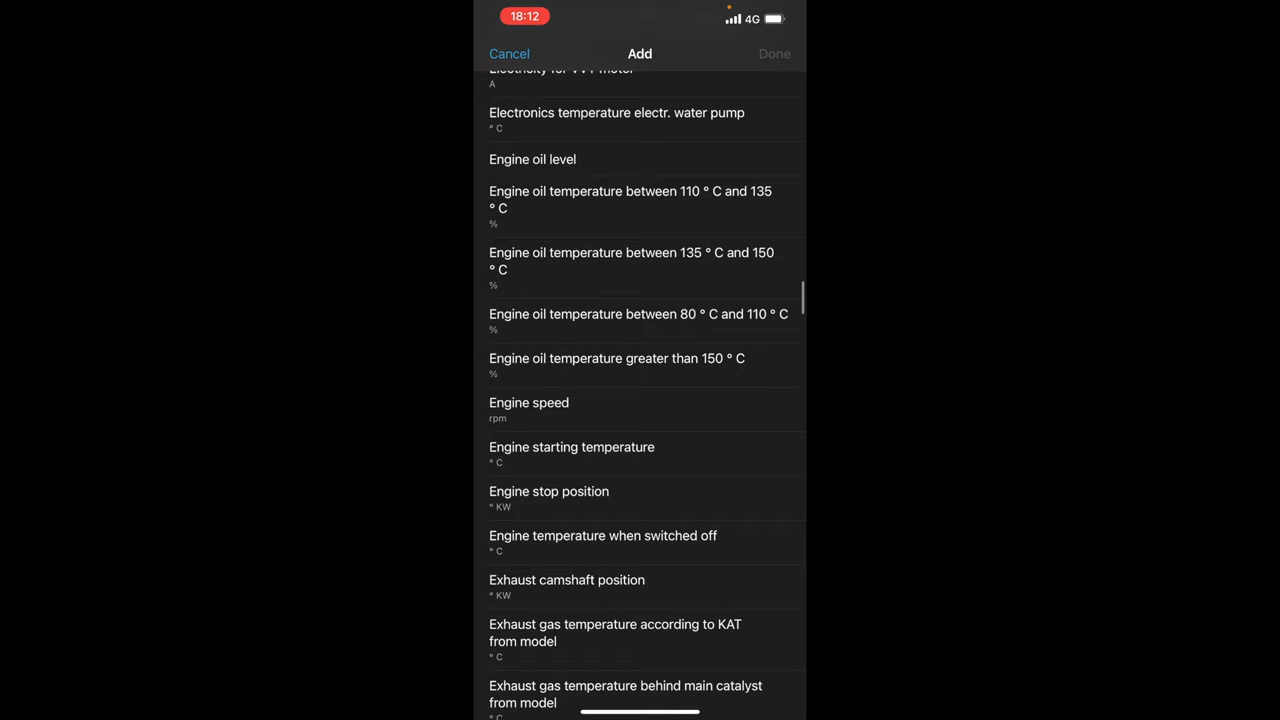 18:12
4G
Cancel
Add
Done
Electricity for VVT motor
A
Electronics temperature electr. water pump
° C
Engine oil level
Engine oil temperature between 110 ° C and 135
° C
%
Engine oil temperature between 135 ° C and 150
° C
%
Engine oil temperature between 80 ° C and 110 ° C
%
Engine oil temperature greater than 150 ° C
%
Engine speed
rpm
Engine starting temperature
° C
Engine stop position
° KW
Engine temperature when switched off
° C
Exhaust camshaft position
° KW
Exhaust gas temperature according to KAT
from model
° C
Exhaust gas temperature behind main catalyst
from model
° C